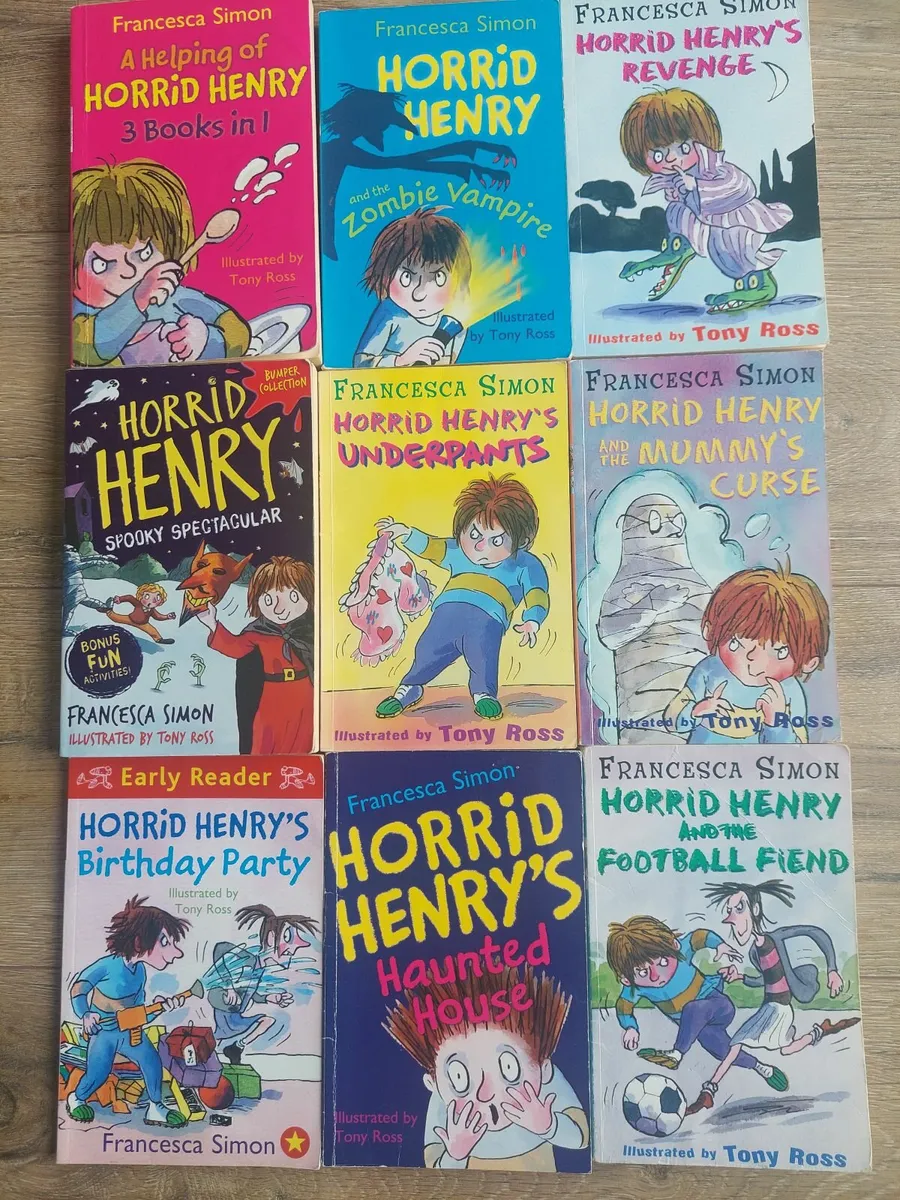 Francesca Simon
A Helping of
HORRiD HENRY
3 Books in 1
Illustrated by
Tony Ross
Francesca Simon
HORRiD
HENRY
and the
Zombie Vampire
Illustrated
by Tony Ross
FRANCESCA SIMON
HORRiD HENRY'S
REVENGE
Illustrated by Tony Ross
BUMPER
COLLECTION
HORRiD
HENRY
SPOOKY SPECTACULAR
BONUS
FUN
ACTIVITIES!
FRANCESCA SIMON
ILLUSTRATED BY TONY ROSS
FRANCESCA SIMON
HORRiD HENRY'S
UNDERPANTS
Illustrated by Tony Ross
FRANCESCA SIMON
HORRiD HENRY
AND THE MUMMY'S
CURSE
Illustrated by Tony Ross
Early Reader
HORRiD HENRY'S
Birthday Party
Illustrated by
Tony Ross
Francesca Simon
Francesca Simon
HORRiD
HENRY'S
Haunted
House
Illustrated by
Tony Ross
FRANCESCA SIMON
HORRiD HENRY
AND THE
FOOTBALL FiEND
Illustrated by Tony Ross